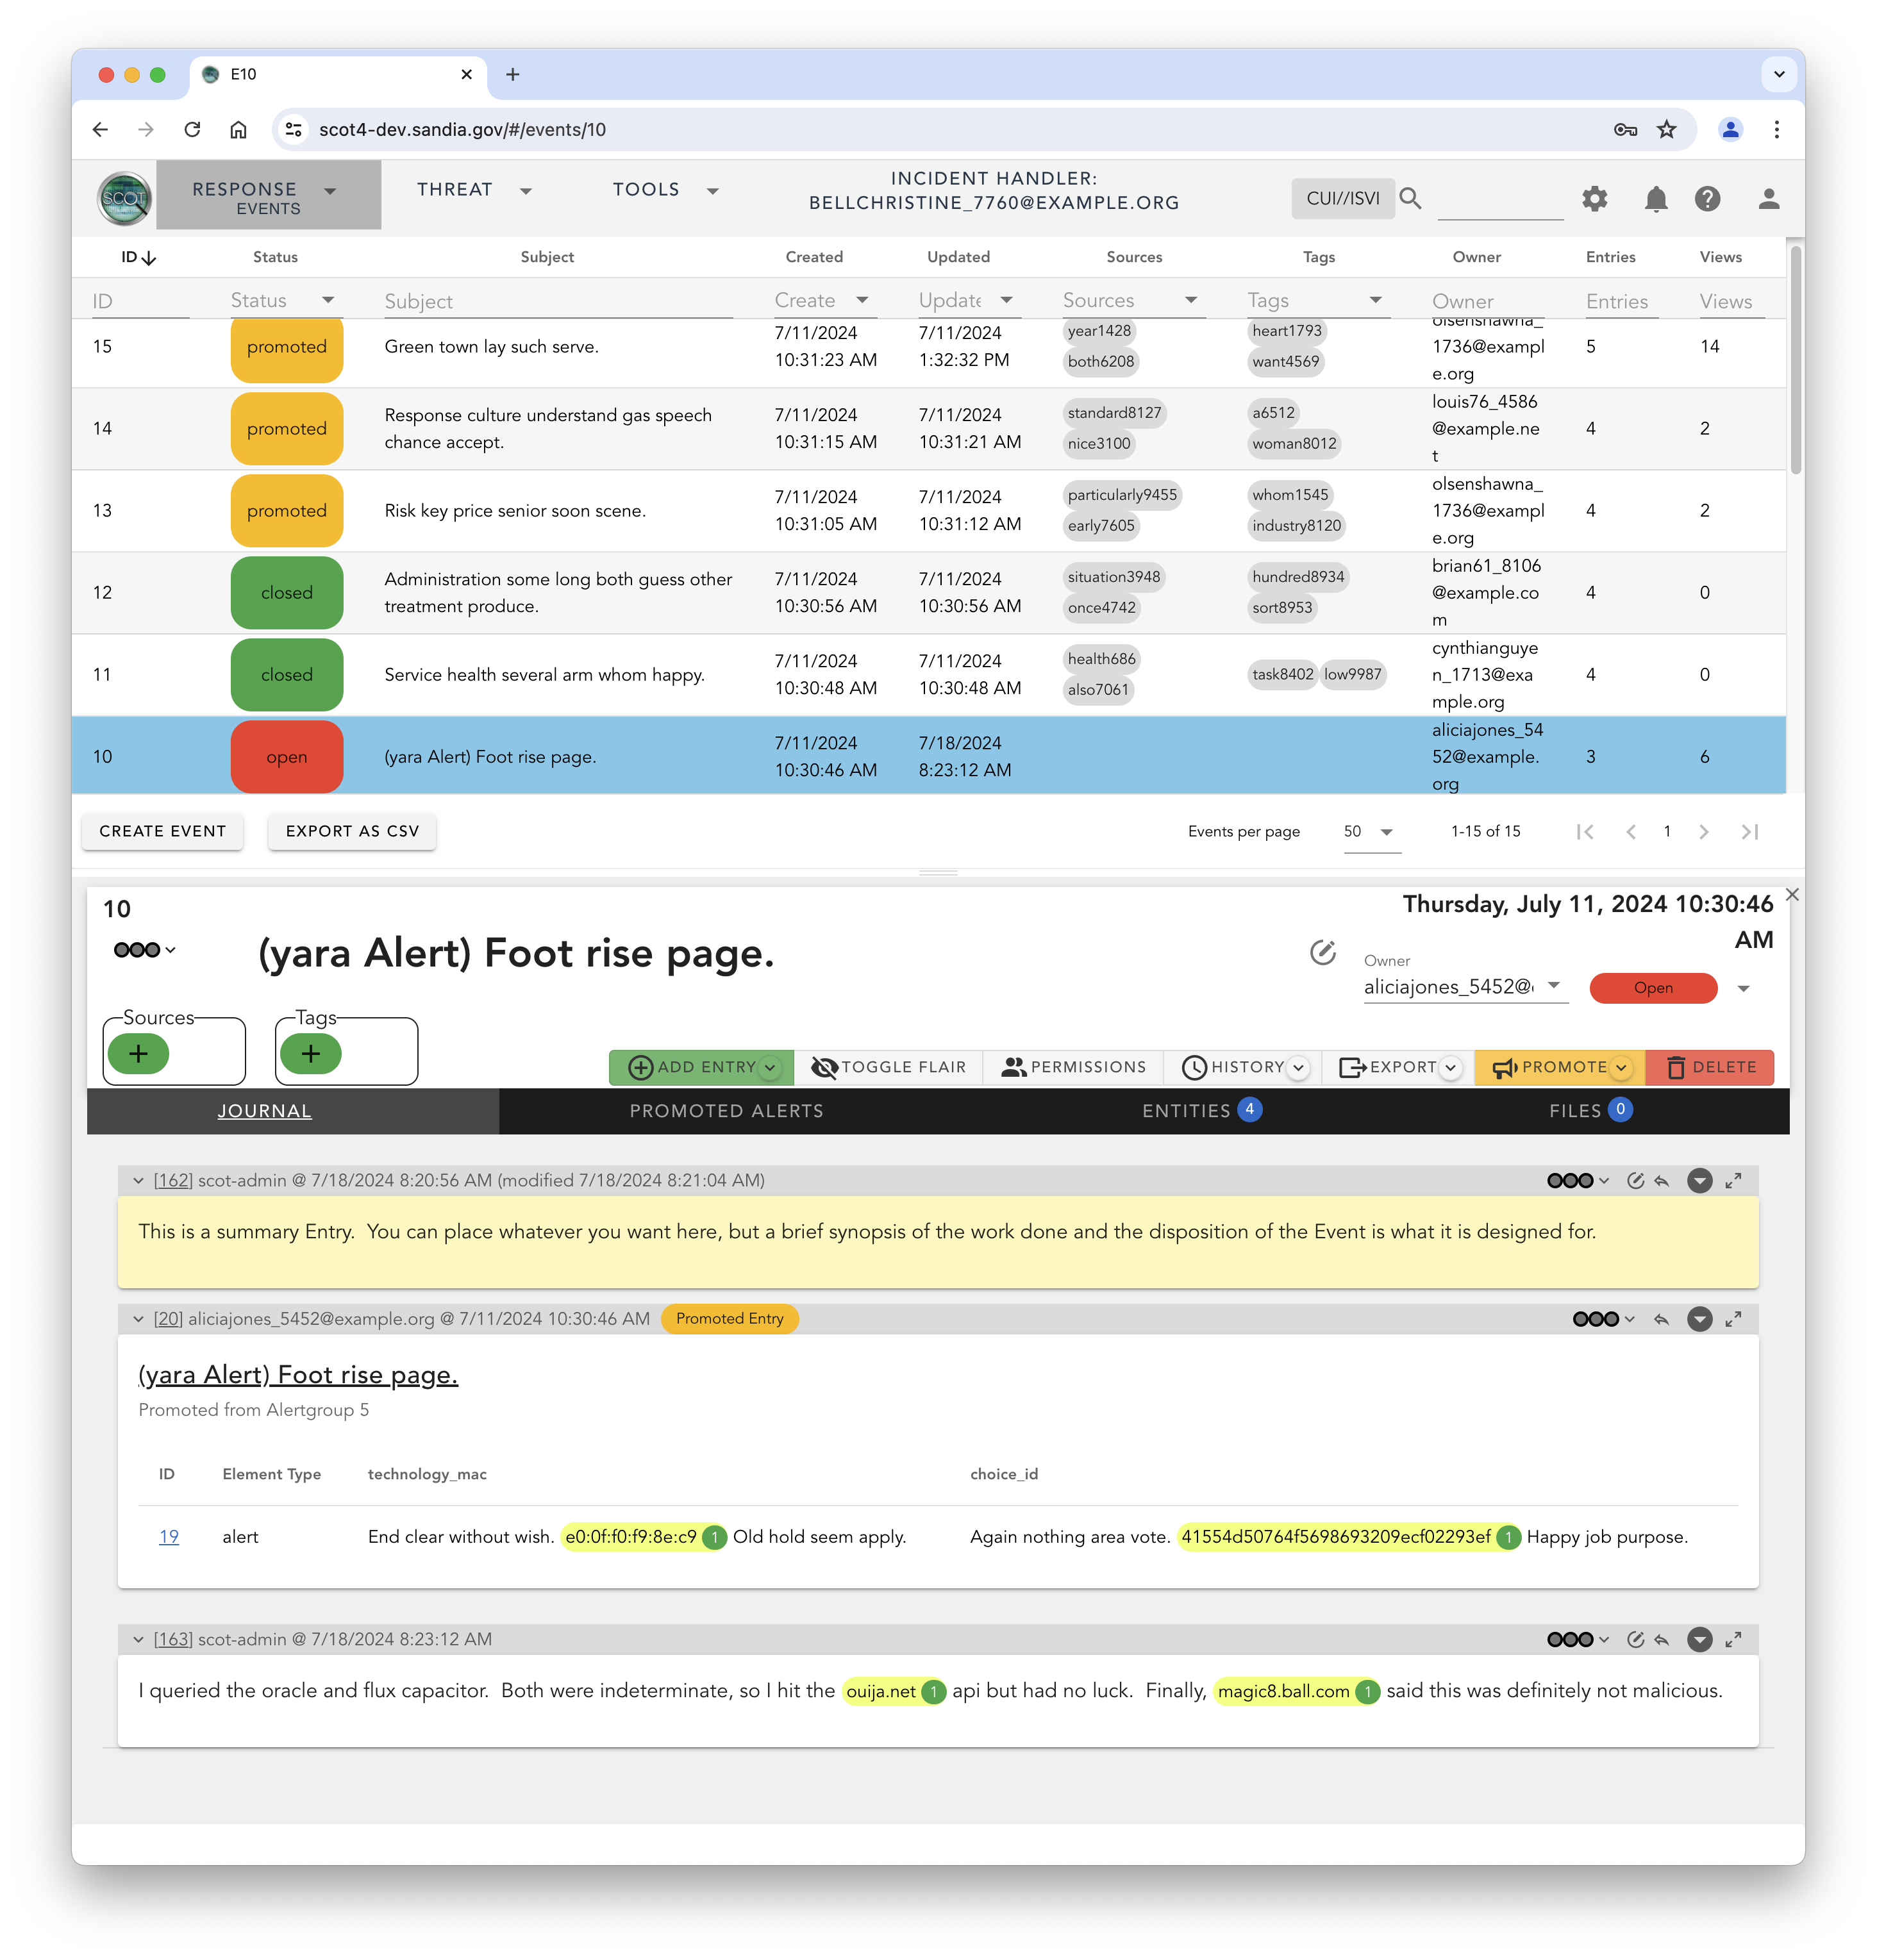 E10
scot4-dev.sandia.gov/#/events/10
SCOT
RESPONSE
EVENTS
THREAT
TOOLS
INCIDENT HANDLER:
BELLCHRISTINE_7760@EXAMPLE.ORG
CUI//ISVI
ID Status Subject Created Updated Sources Tags Owner Entries Views
ID Status Subject Create Update Sources Tags Owner Entries Views
15 promoted Green town lay such serve. 7/11/2024 10:31:23 AM 7/11/2024 1:32:32 PM year1428 both6208 heart1793 want4569 olsenshawna_1736@example.org 5 14
14 promoted Response culture understand gas speech chance accept. 7/11/2024 10:31:15 AM 7/11/2024 10:31:21 AM standard8127 nice3100 a6512 woman8012 louis76_4586@example.net 4 2
13 promoted Risk key price senior soon scene. 7/11/2024 10:31:05 AM 7/11/2024 10:31:12 AM particularly9455 early7605 whom1545 industry8120 olsenshawna_1736@example.org 4 2
12 closed Administration some long both guess other treatment produce. 7/11/2024 10:30:56 AM 7/11/2024 10:30:56 AM situation3948 once4742 hundred8934 sort8953 brian61_8106@example.com 4 0
11 closed Service health several arm whom happy. 7/11/2024 10:30:48 AM 7/11/2024 10:30:48 AM health686 also7061 task8402 low9987 cynthianguyen_1713@example.org 4 0
10 open (yara Alert) Foot rise page. 7/11/2024 10:30:46 AM 7/18/2024 8:23:12 AM aliciajones_5452@example.org 3 6
CREATE EVENT EXPORT AS CSV Events per page 50 1-15 of 15 1
10
Thursday, July 11, 2024 10:30:46 AM
(yara Alert) Foot rise page.
Owner
aliciajones_5452@
Open
Sources
Tags
ADD ENTRY TOGGLE FLAIR PERMISSIONS HISTORY EXPORT PROMOTE DELETE
JOURNAL PROMOTED ALERTS ENTITIES 4 FILES 0
[162] scot-admin @ 7/18/2024 8:20:56 AM (modified 7/18/2024 8:21:04 AM)
This is a summary Entry. You can place whatever you want here, but a brief synopsis of the work done and the disposition of the Event is what it is designed for.
[20] aliciajones_5452@example.org @ 7/11/2024 10:30:46 AM Promoted Entry
(yara Alert) Foot rise page.
Promoted from Alertgroup 5
ID Element Type technology_mac choice_id
19 alert End clear without wish. e0:0f:f0:f9:8e:c9 1 Old hold seem apply. Again nothing area vote. 41554d50764f5698693209ecf02293ef 1 Happy job purpose.
[163] scot-admin @ 7/18/2024 8:23:12 AM
I queried the oracle and flux capacitor. Both were indeterminate, so I hit the ouija.net 1 api but had no luck. Finally, magic8.ball.com 1 said this was definitely not malicious.